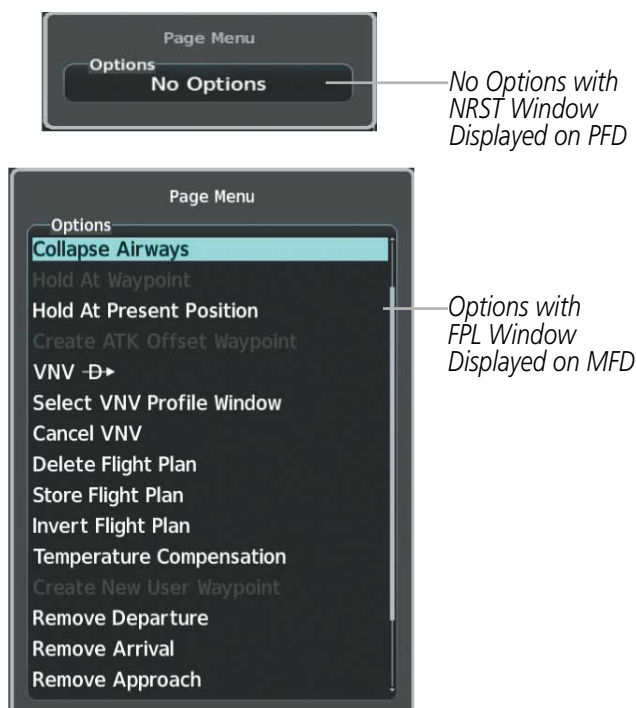 Page Menu
Options
No Options
No Options with
NRST Window
Displayed on PFD
Page Menu
Options
Collapse Airways
Hold At Waypoint
Hold At Present Position
Create ATK Offset Waypoint
VNV D
Select VNV Profile Window
Cancel VNV
Delete Flight Plan
Store Flight Plan
Invert Flight Plan
Temperature Compensation
Create New User Waypoint
Remove Departure
Remove Arrival
Remove Approach
Options with
FPL Window
Displayed on MFD